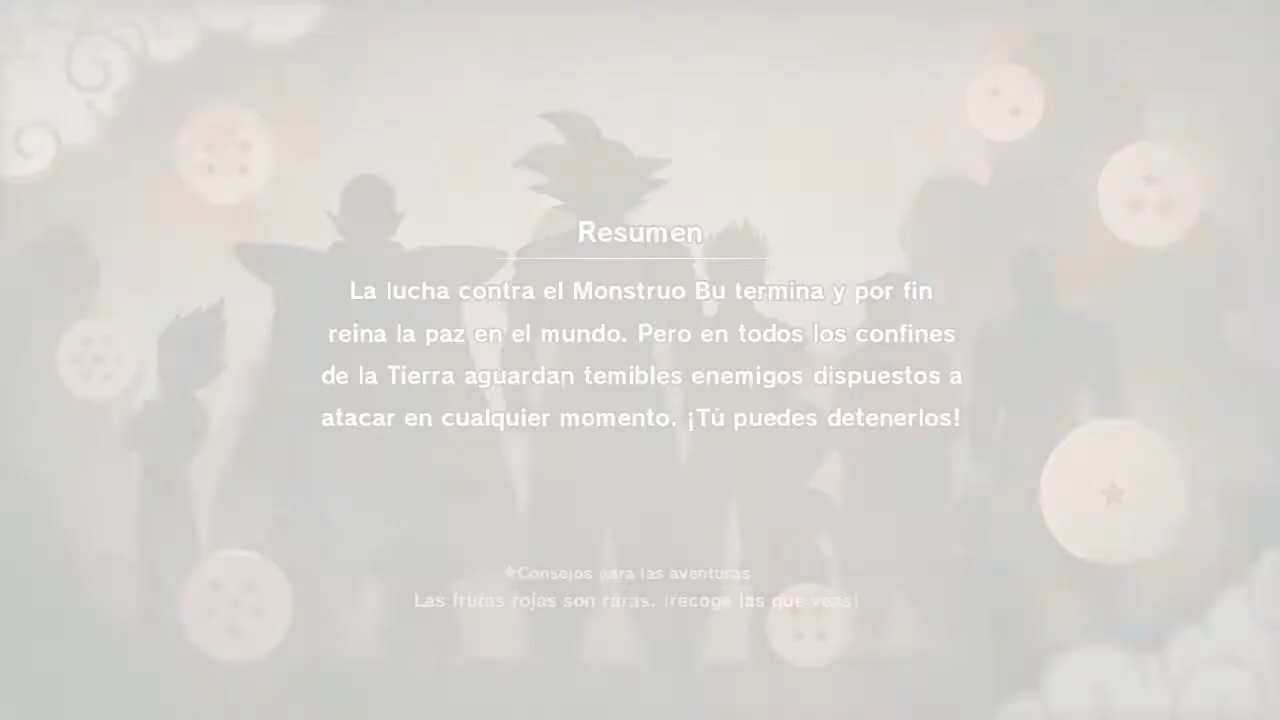 Resumen
La lucha contra el Monstruo Bu termina y por fin
reina la paz en el mundo. Pero en todos los confines
de la Tierra aguardan temibles enemigos dispuestos a
atacar en cualquier momento. ¡Tú puedes detenerlos!
★Consejos para las aventuras
Las frutas rojas son raras. ¡recoge las que veas!